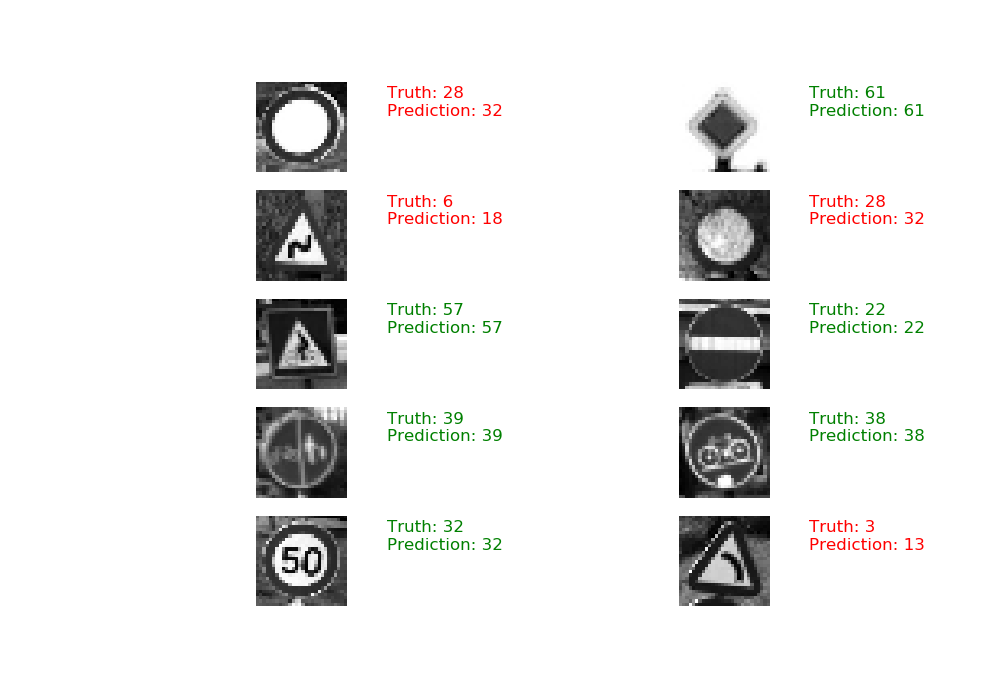 Truth: 28
Prediction: 32
Truth: 61
Prediction: 61
Truth: 6
Prediction: 18
Truth: 28
Prediction: 32
Truth: 57
Prediction: 57
Truth: 22
Prediction: 22
Truth: 39
Prediction: 39
Truth: 38
Prediction: 38
50
Truth: 32
Prediction: 32
Truth: 3
Prediction: 13